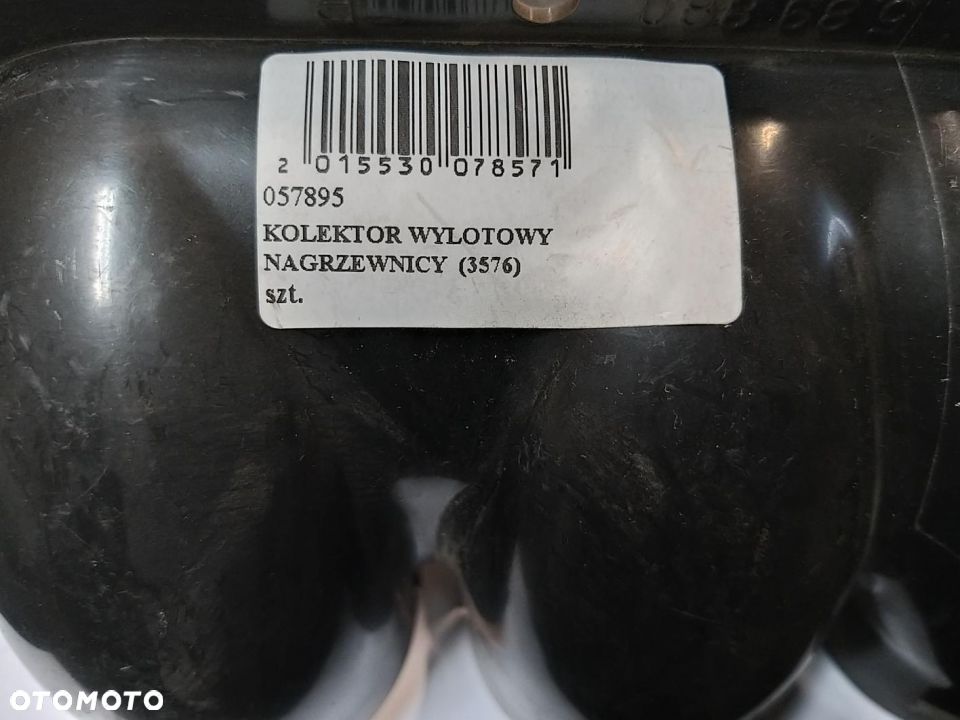 2 015530 078571
057895
KOLEKTOR WYLOTOWY
NAGRZEWNICY (3576)
szt.
OTOMOTO